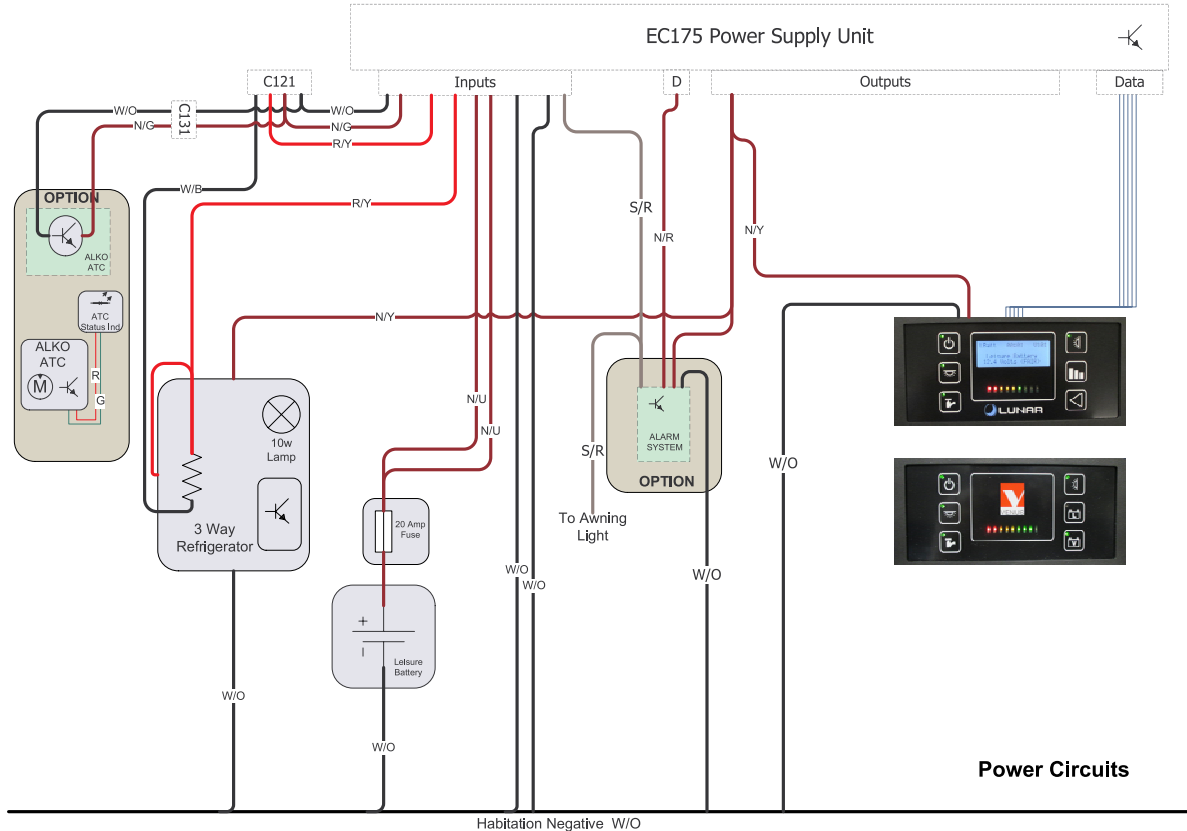 EC175 Power Supply Unit
C121
Inputs
D
Outputs
Data
W/O
C131
W/O
N/G
N/G
R/Y
W/B
R/Y
OPTION
ALKO
ATC
ATC
Status Ind
ALKO
ATC
M
R
G
S/R
N/R
N/Y
N/Y
10w
Lamp
3 Way
Refrigerator
N/U
N/U
20 Amp
Fuse
+
Leisure
Battery
S/R
To Awning
Light
ALARM
SYSTEM
OPTION
W/O
W/O
W/O
W/O
W/O
W/O
LUNAR
VENUS
Power Circuits
Habitation Negative W/O